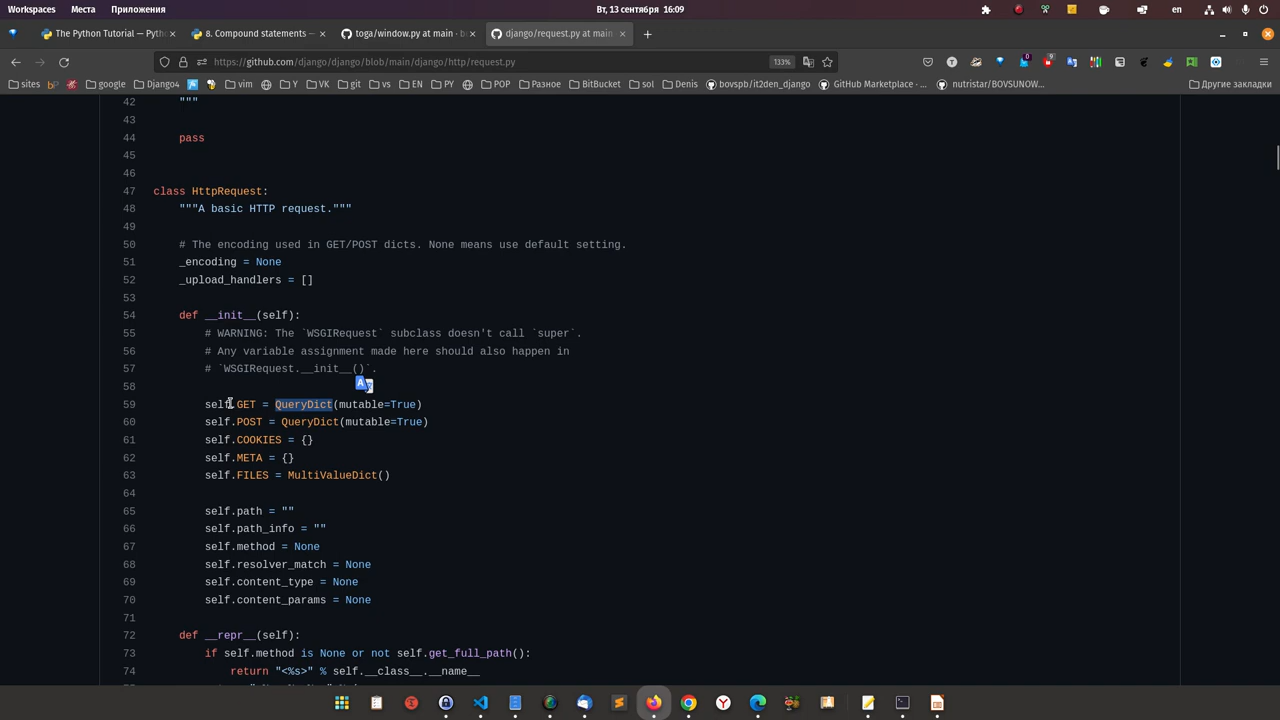 Workspaces Места Приложения Вт, 13 сентября 16:09 en
The Python Tutorial — Pyth 8. Compound statements — toga/window.py at main · b django/request.py at main
https://github.com/django/django/blob/main/django/http/request.py 133%
sites google Django4 vim Y VK git vs EN PY POP Разное BitBucket sol Denis bovspb/it2den_django GitHub Marketplace · ... nutristar/BOVSUNOW... Другие закладки
42 """
43
44 pass
45
46
47 class HttpRequest:
48 """A basic HTTP request."""
49
50 # The encoding used in GET/POST dicts. None means use default setting.
51 _encoding = None
52 _upload_handlers = []
53
54 def __init__(self):
55 # WARNING: The `WSGIRequest` subclass doesn't call `super`.
56 # Any variable assignment made here should also happen in
57 # `WSGIRequest.__init__()`.
58
59 self.GET = QueryDict(mutable=True)
60 self.POST = QueryDict(mutable=True)
61 self.COOKIES = {}
62 self.META = {}
63 self.FILES = MultiValueDict()
64
65 self.path = ""
66 self.path_info = ""
67 self.method = None
68 self.resolver_match = None
69 self.content_type = None
70 self.content_params = None
71
72 def __repr__(self):
73 if self.method is None or not self.get_full_path():
74 return "<%s>" % self.__class__.__name__